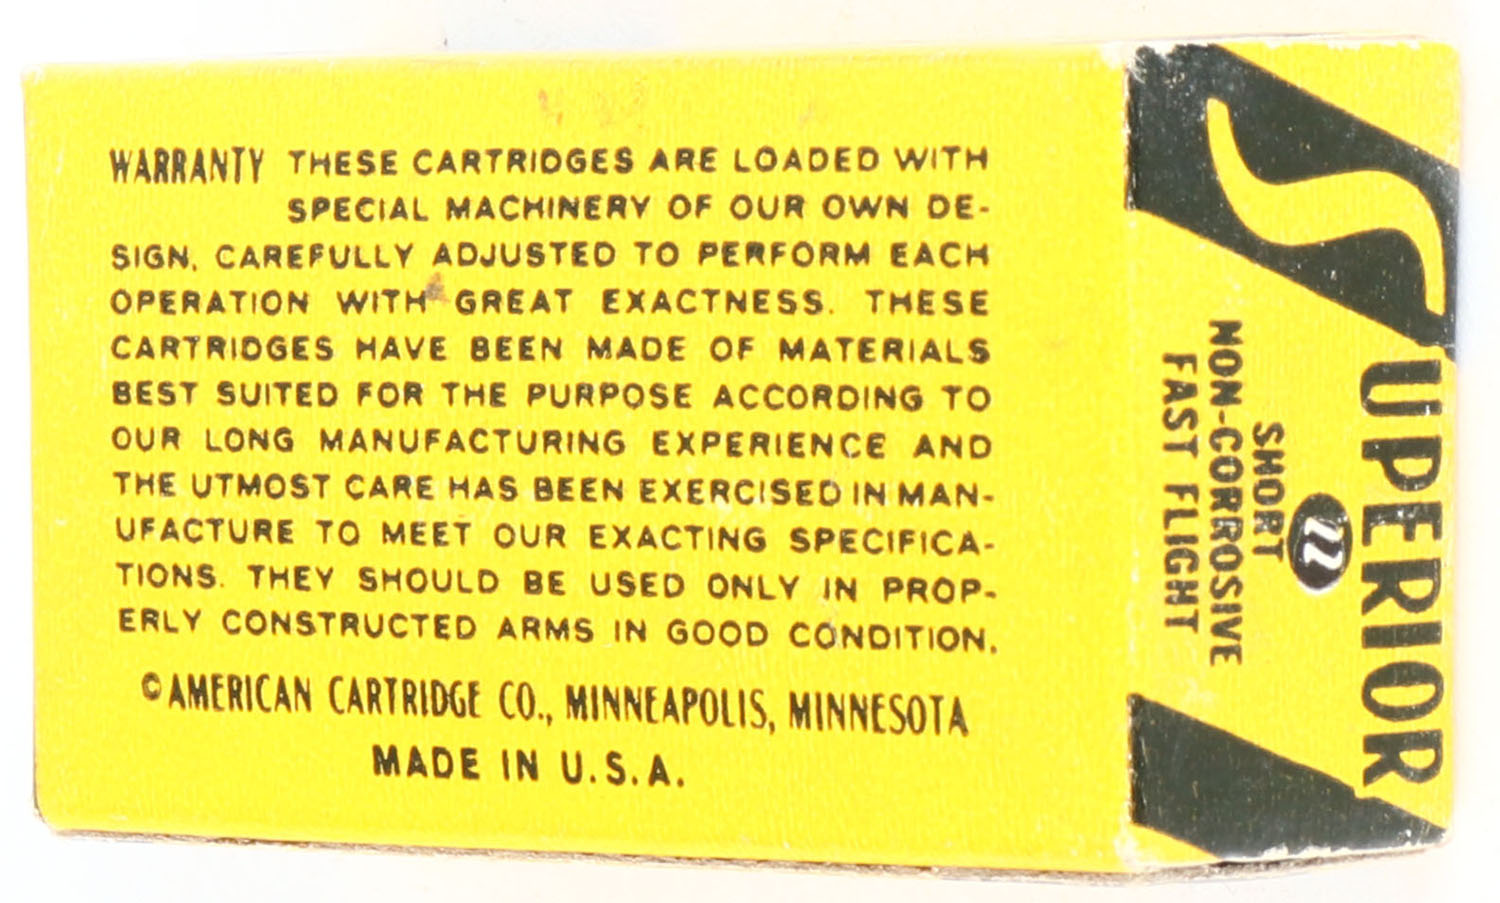 WARRANTY THESE CARTRIDGES ARE LOADED WITH
SPECIAL MACHINERY OF OUR OWN DE-
SIGN, CAREFULLY ADJUSTED TO PERFORM EACH
OPERATION WITH GREAT EXACTNESS. THESE
CARTRIDGES HAVE BEEN MADE OF MATERIALS
BEST SUITED FOR THE PURPOSE ACCORDING TO
OUR LONG MANUFACTURING EXPERIENCE AND
THE UTMOST CARE HAS BEEN EXERCISED IN MAN-
UFACTURE TO MEET OUR EXACTING SPECIFICA-
TIONS. THEY SHOULD BE USED ONLY IN PROP-
ERLY CONSTRUCTED ARMS IN GOOD CONDITION.
© AMERICAN CARTRIDGE CO., MINNEAPOLIS, MINNESOTA
MADE IN U.S.A.
SUPERIOR
22
SHORT
NON-CORROSIVE
FAST FLIGHT